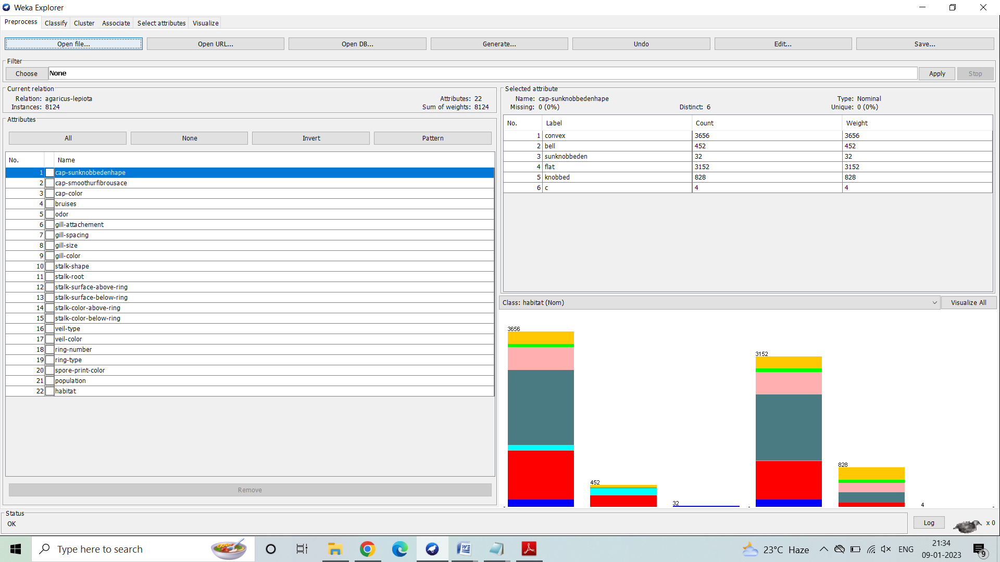 Weka Explorer
Preprocess Classify Cluster Associate Select attributes Visualize
Open file... Open URL... Open DB... Generate... Undo Edit... Save...
Filter
Choose None Apply Stop
Current relation
Relation: agaricus-lepiota Attributes: 22
Instances: 8124 Sum of weights: 8124
Attributes
All None Invert Pattern
No. Name
1 cap-sunknobbedenhape
2 cap-smoothurfibrousace
3 cap-color
4 bruises
5 odor
6 gill-attachement
7 gill-spacing
8 gill-size
9 gill-color
10 stalk-shape
11 stalk-root
12 stalk-surface-above-ring
13 stalk-surface-below-ring
14 stalk-color-above-ring
15 stalk-color-below-ring
16 veil-type
17 veil-color
18 ring-number
19 ring-type
20 spore-print-color
21 population
22 habitat
Remove
Selected attribute
Name: cap-sunknobbedenhape Type: Nominal
Missing: 0 (0%) Distinct: 6 Unique: 0 (0%)
No. Label Count Weight
1 convex 3656 3656
2 bell 452 452
3 sunknobbeden 32 32
4 flat 3152 3152
5 knobbed 828 828
6 c 4 4
Class: habitat (Nom) Visualize All
3656
452
32
3152
828
4
Status
OK
Log x 0
Type here to search
23°C Haze ENG
21:34
09-01-2023
9